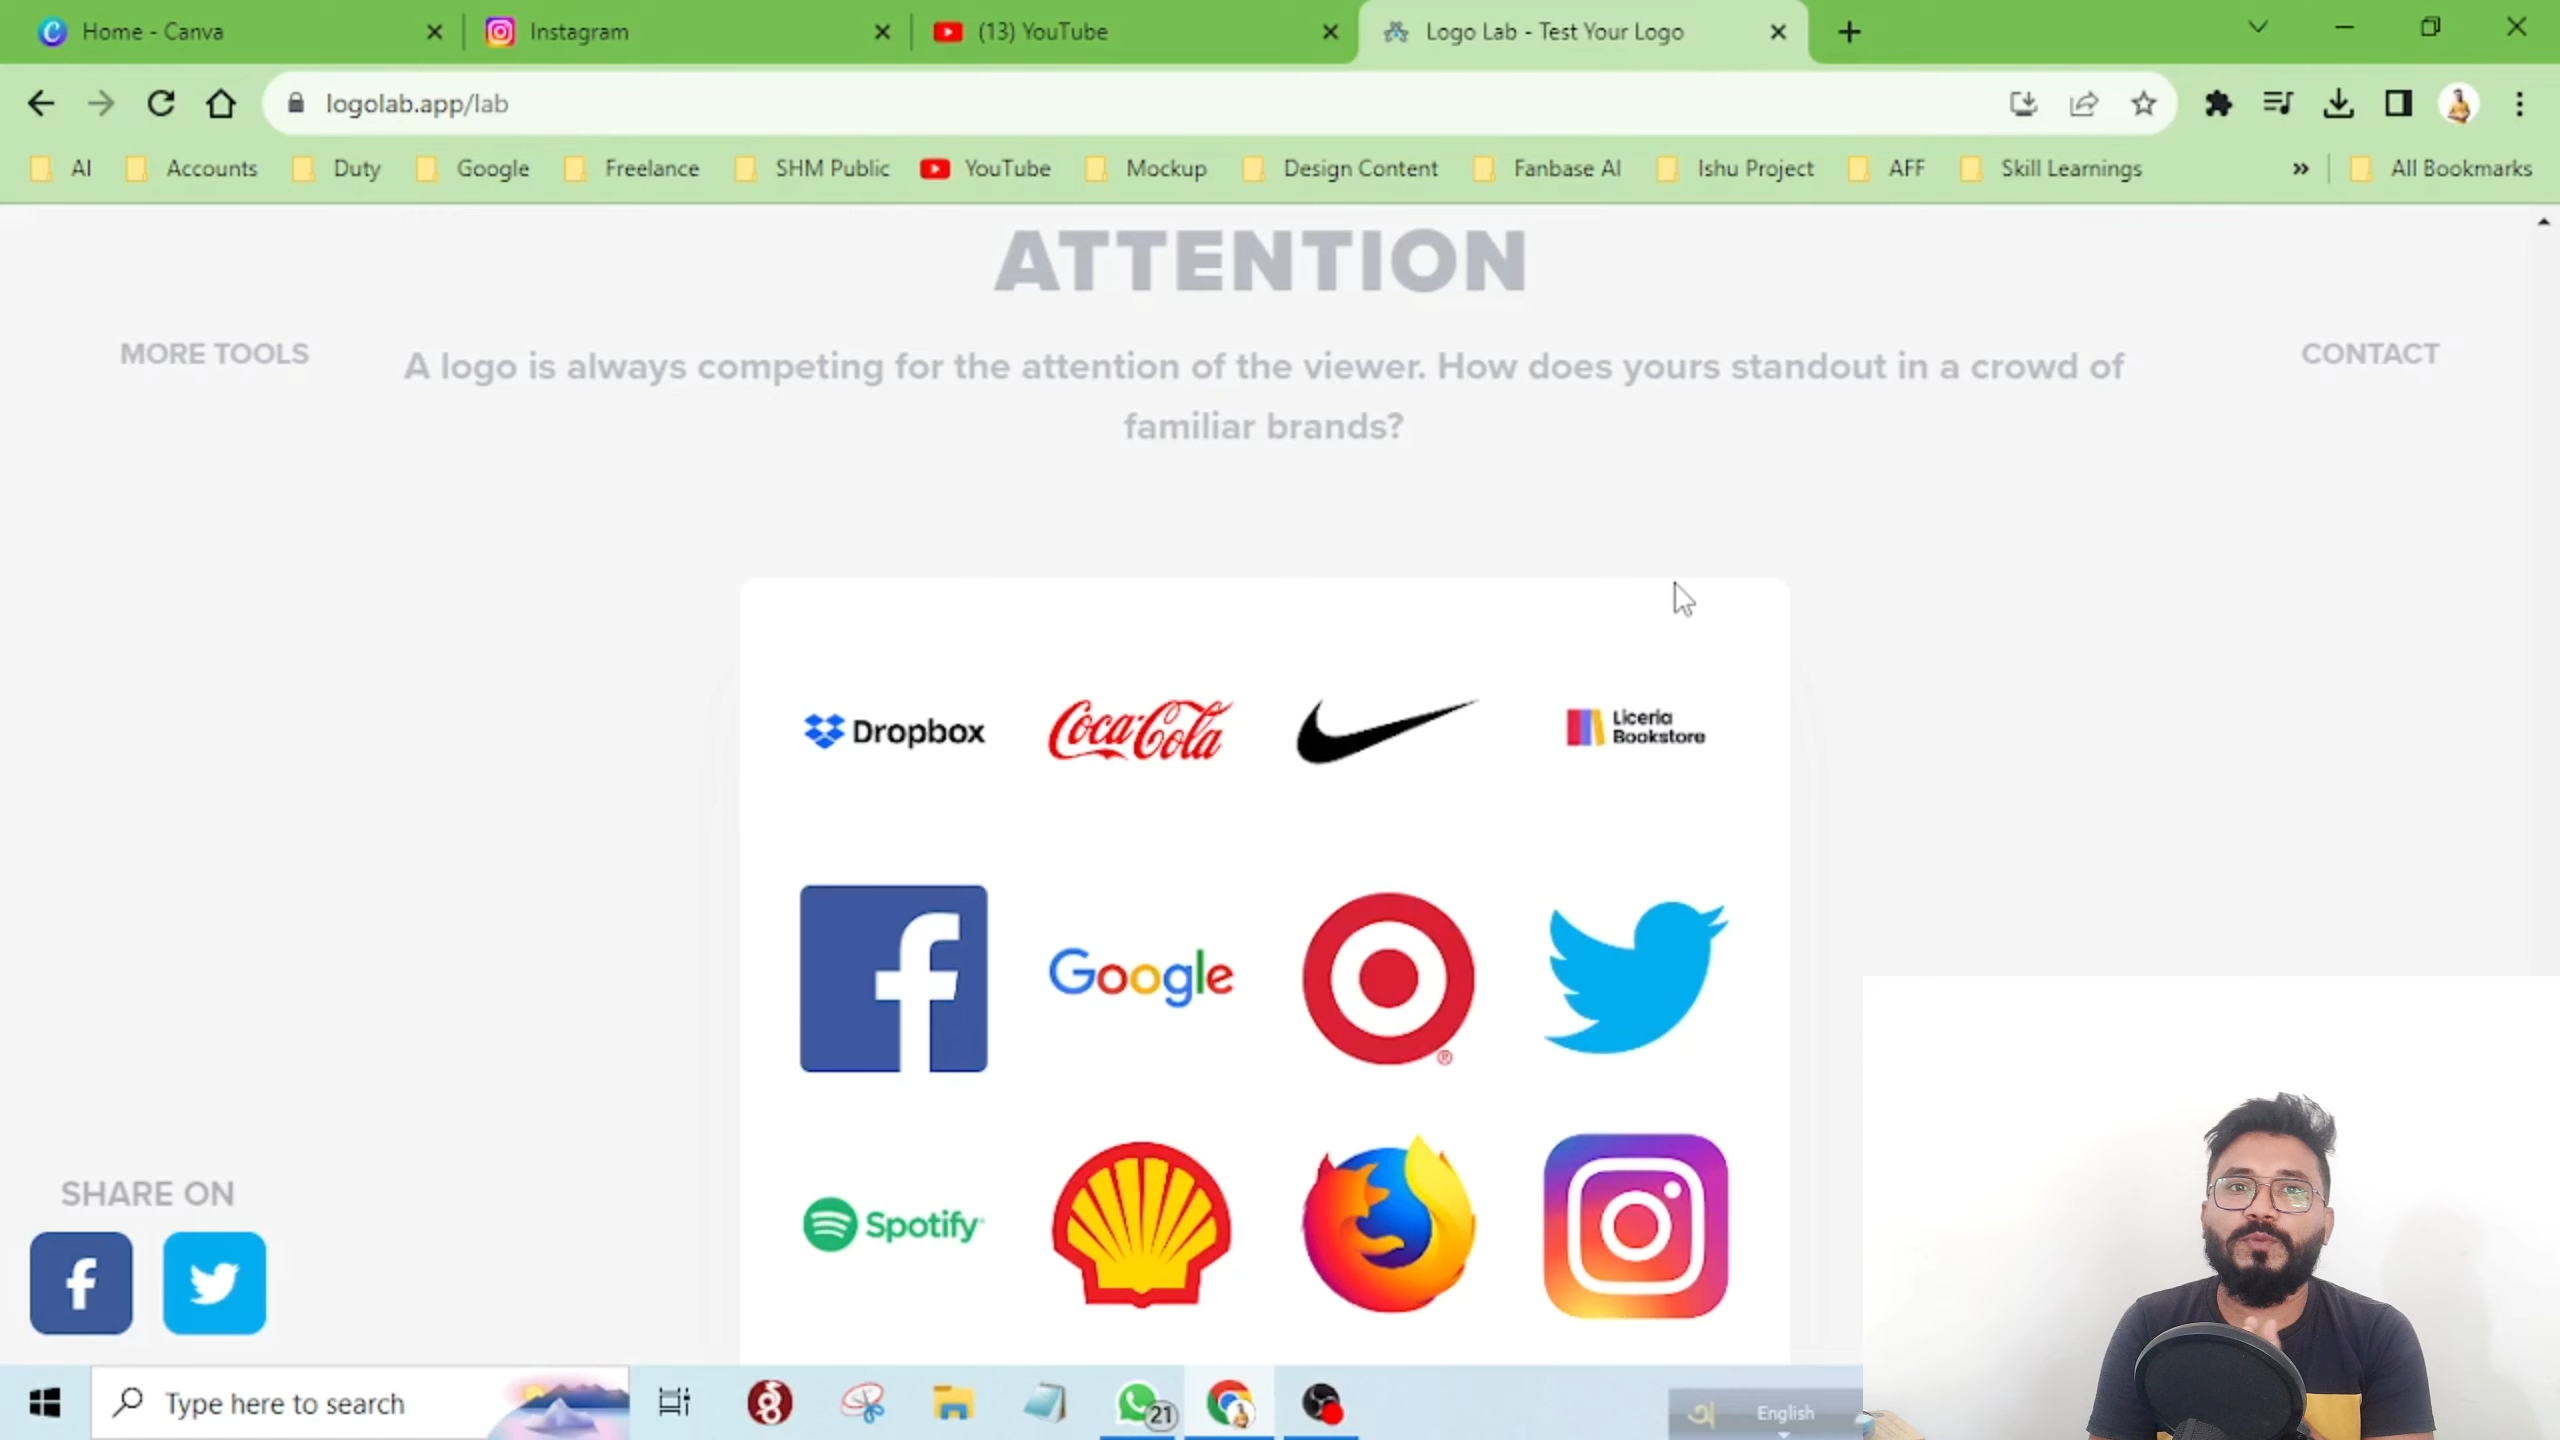 Home - Canva
Instagram
(13) YouTube
Logo Lab - Test Your Logo
logolab.app/lab
AI
Accounts
Duty
Google
Freelance
SHM Public
YouTube
Mockup
Design Content
Fanbase AI
Ishu Project
AFF
Skill Learnings
All Bookmarks
ATTENTION
MORE TOOLS
A logo is always competing for the attention of the viewer. How does yours standout in a crowd of
familiar brands?
CONTACT
Dropbox
Coca-Cola
Liceria
Bookstore
Google
Spotify
SHARE ON
Type here to search
21
অ
English